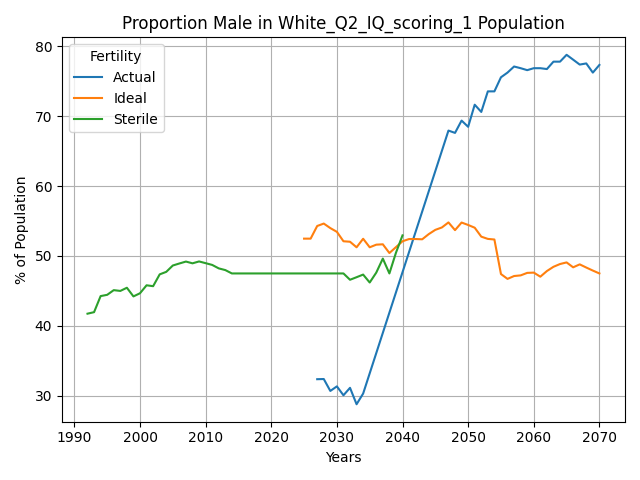 Proportion Male in White_Q2_IQ_scoring_1 Population
Fertility
Actual
Ideal
Sterile
% of Population
80
70
60
50
40
30
1990
2000
2010
2020
2030
2040
2050
2060
2070
Years